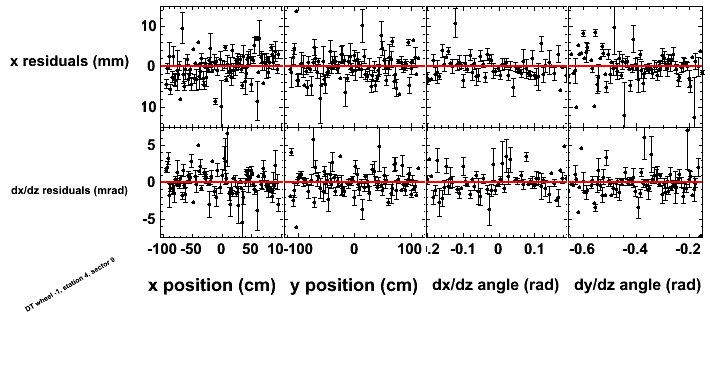 10
x residuals (mm)
0
10
5
dx/dz residuals (mrad)
0
-5
-100 -50 0 50 10 -100 0 100 .2 -0.1 0 0.1 -0.6 -0.4 -0.2
x position (cm) y position (cm) dx/dz angle (rad) dy/dz angle (rad)
DT wheel -1, station 4, sector 9